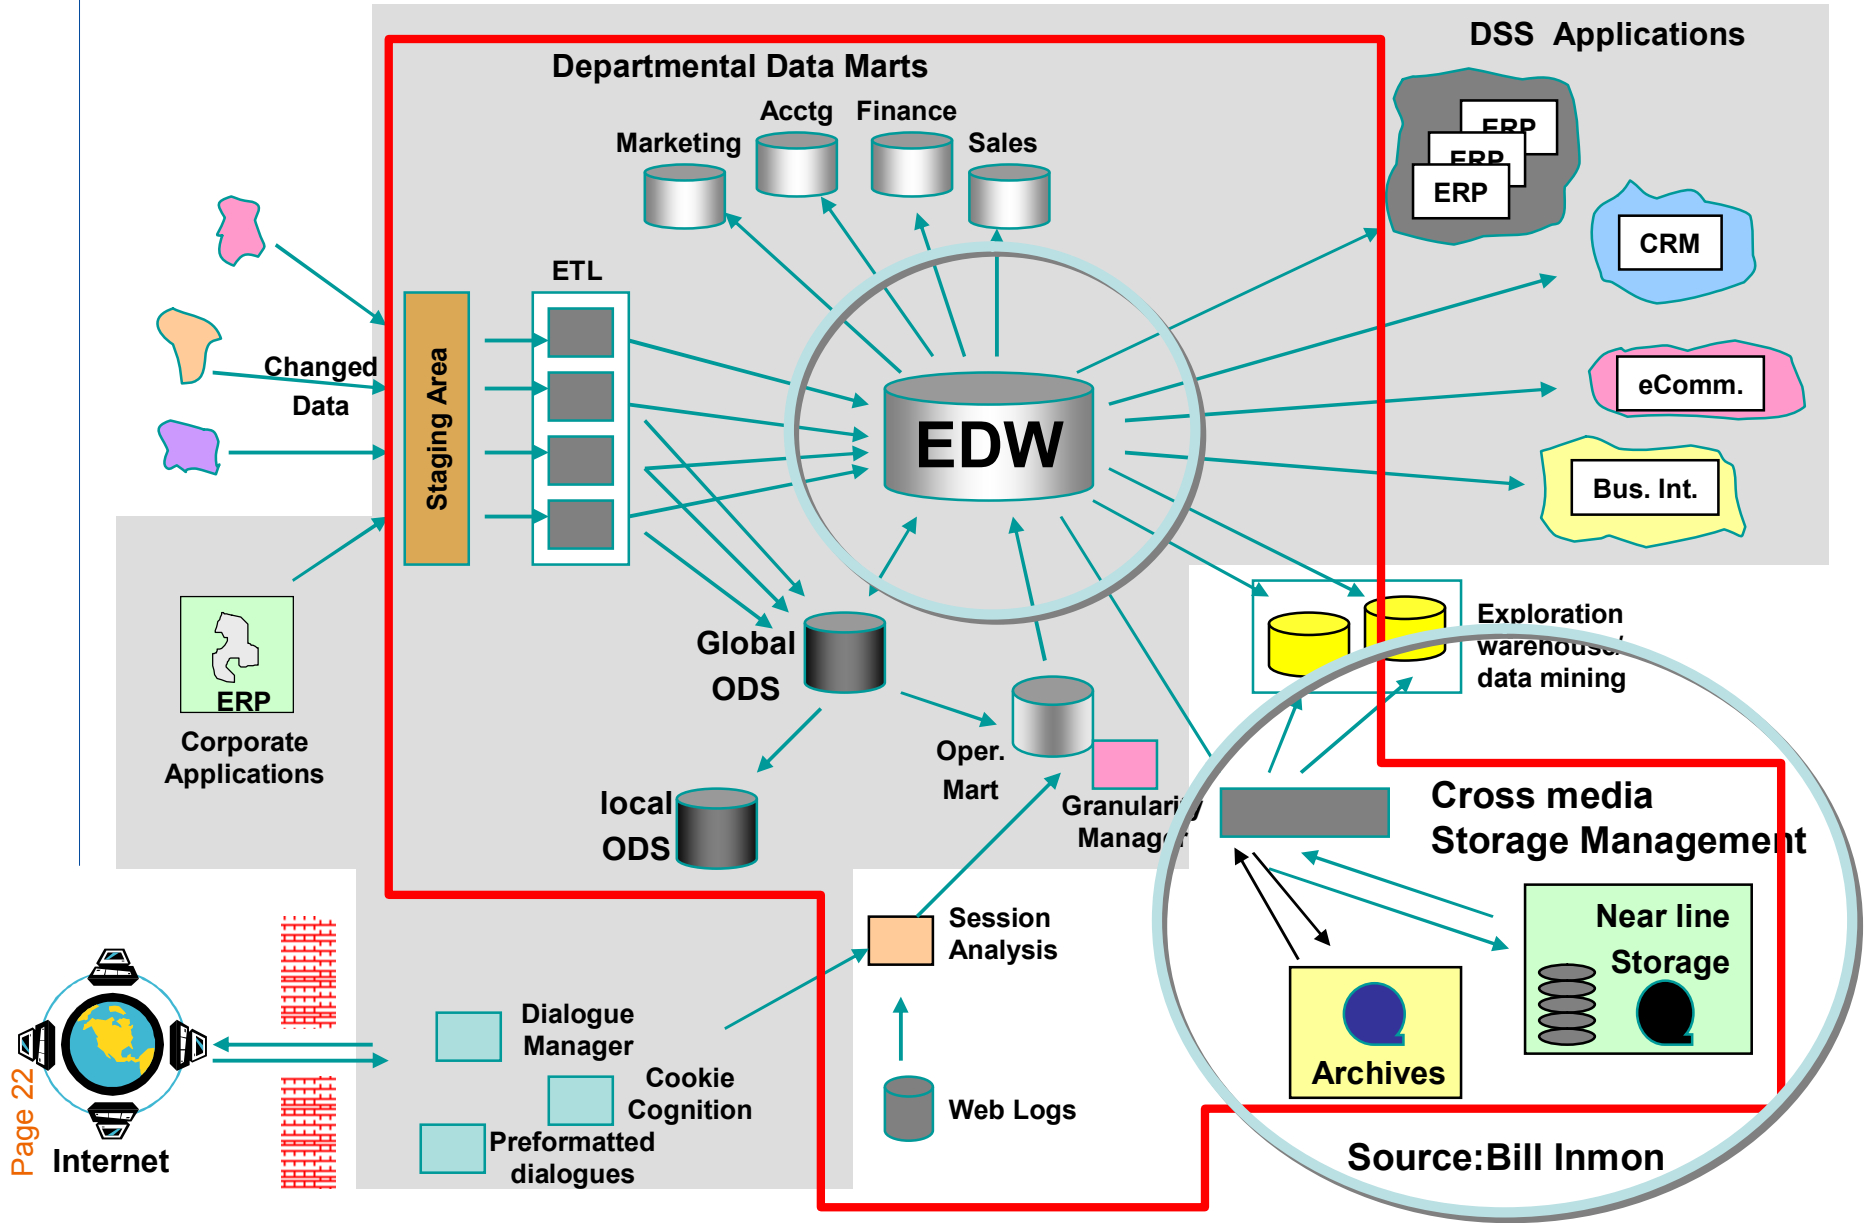 DSS Applications
Departmental Data Marts
Acctg
Finance
Marketing
Sales
ERP
ERP
ERP
CRM
ETL
Changed
Data
Staging Area
EDW
eComm.
Bus. Int.
Global
ODS
Exploration
warehouse/
data mining
ERP
Corporate
Applications
Oper.
Mart
local
ODS
Granularity
Manager
Cross media
Storage Management
Session
Analysis
Near line
Storage
Dialogue
Manager
Archives
Cookie
Cognition
Web Logs
Preformatted
dialogues
Internet
Page 22
Source:Bill Inmon